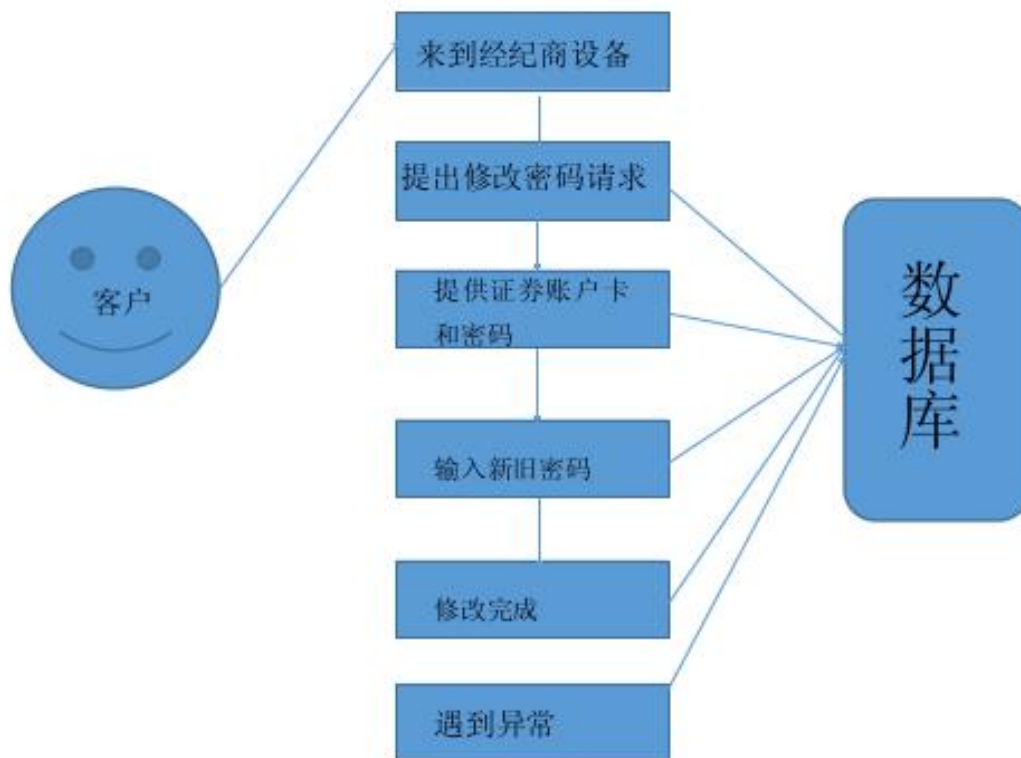 来到经纪商设备
提出修改密码请求
客户
提供证券账户卡
和密码
输入新旧密码
修改完成
遇到异常
数
据
库